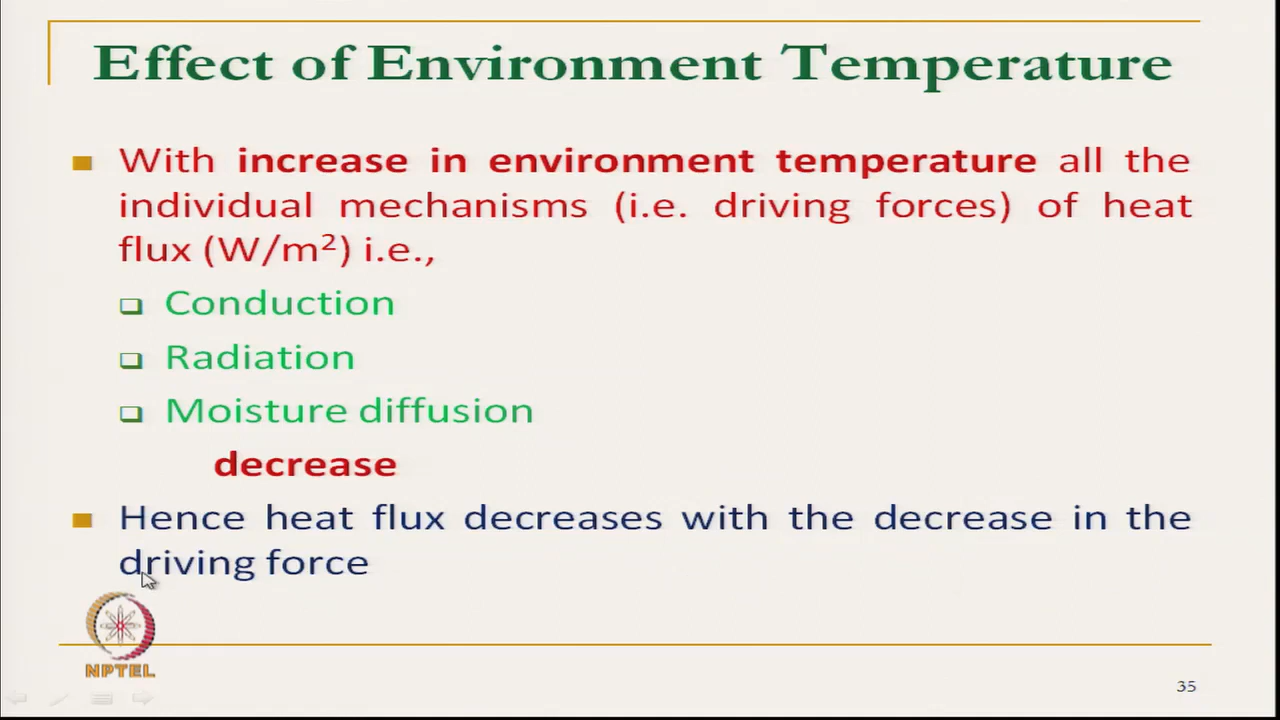 Effect of Environment Temperature
With increase in environment temperature all the
individual mechanisms (i.e. driving forces) of heat
flux (W/m²) i.e.,
Conduction
Radiation
Moisture diffusion
decrease
Hence heat flux decreases with the decrease in the
driving force
NPTEL
35